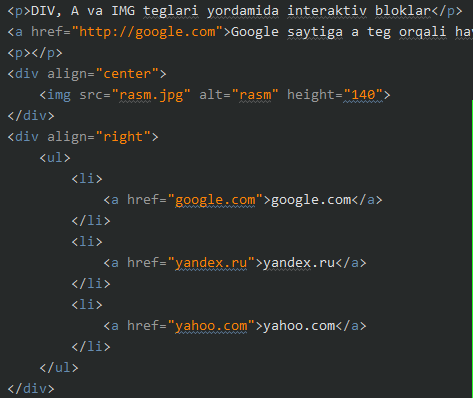 <p>DIV, A va IMG teglari yordamida interaktiv bloklar</p>
<a href="http://google.com">Google saytiga a teg orqali
<p></p>
<div align="center">
    <img src="rasm.jpg" alt="rasm" height="140">
</div>
<div align="right">
    <ul>
        <li>
            <a href="google.com">google.com</a>
        </li>
        <li>
            <a href="yandex.ru">yandex.ru</a>
        </li>
        <li>
            <a href="yahoo.com">yahoo.com</a>
        </li>
    </ul>
</div>